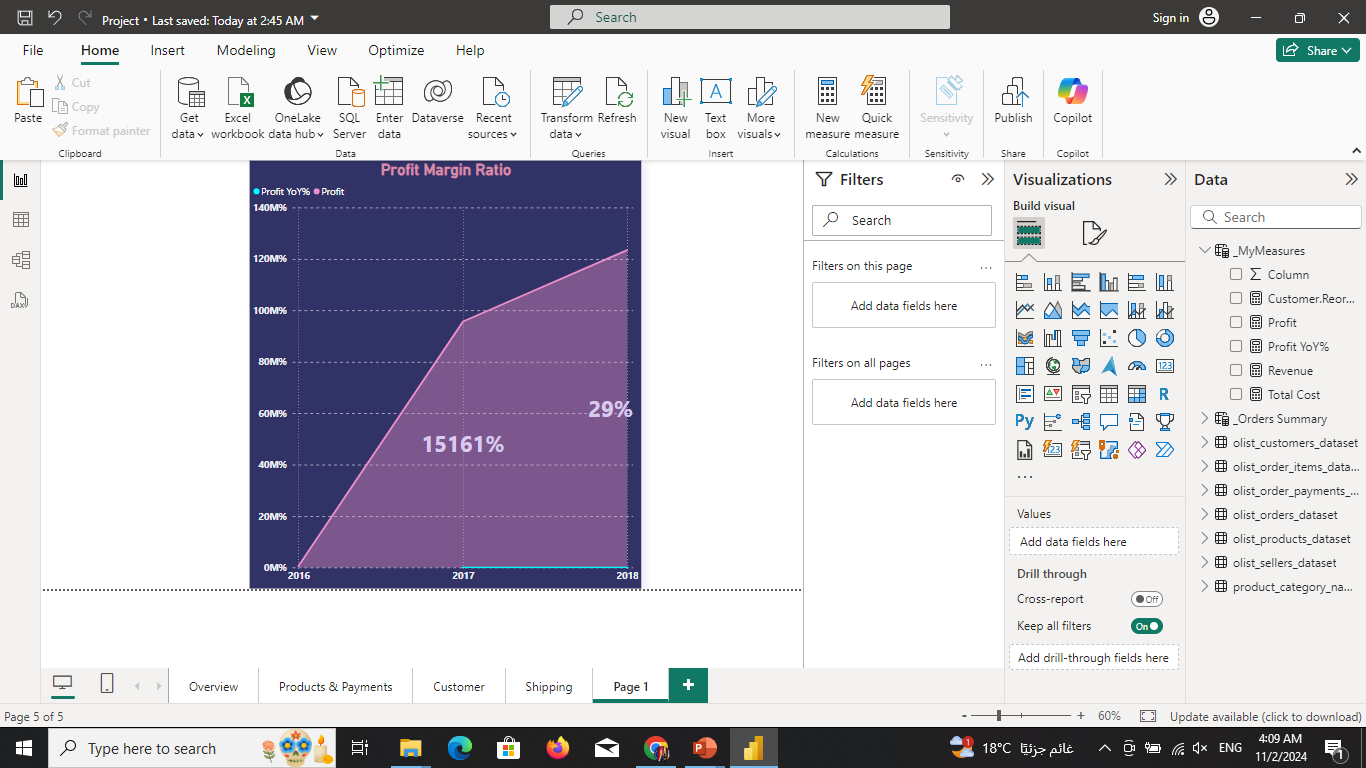 Project • Last saved: Today at 2:45 AM
Search
Sign in
File
Home
Insert
Modeling
View
Optimize
Help
Share
Paste
Cut
Copy
Format painter
Get data
Excel workbook
OneLake data hub
SQL Server
Enter data
Dataverse
Recent sources
Transform data
Refresh
New visual
Text box
More visuals
New measure
Quick measure
Sensitivity
Publish
Copilot
Clipboard
Data
Queries
Insert
Calculations
Sensitivity
Share
Copilot
Profit Margin Ratio
Profit YoY%
Profit
140M%
120M%
100M%
80M%
60M%
40M%
20M%
0M%
29%
15161%
2016
2017
2018
Filters
Search
Filters on this page
...
Add data fields here
Filters on all pages
...
Add data fields here
Visualizations
Build visual
123
R
Py
123
...
Values
Add data fields here
Drill through
Cross-report
Off
Keep all filters
On
Add drill-through fields here
Data
Search
_MyMeasures
Column
Customer.Reor...
Profit
Profit YoY%
Revenue
Total Cost
_Orders Summary
olist_customers_dataset
olist_order_items_data...
olist_order_payments_...
olist_orders_dataset
olist_products_dataset
olist_sellers_dataset
product_category_na...
DAX
Overview
Products & Payments
Customer
Shipping
Page 1
+
Page 5 of 5
- + 60%
Update available (click to download)
Type here to search
1
18°C غائم جزئيًا
ENG
4:09 AM
11/2/2024
1